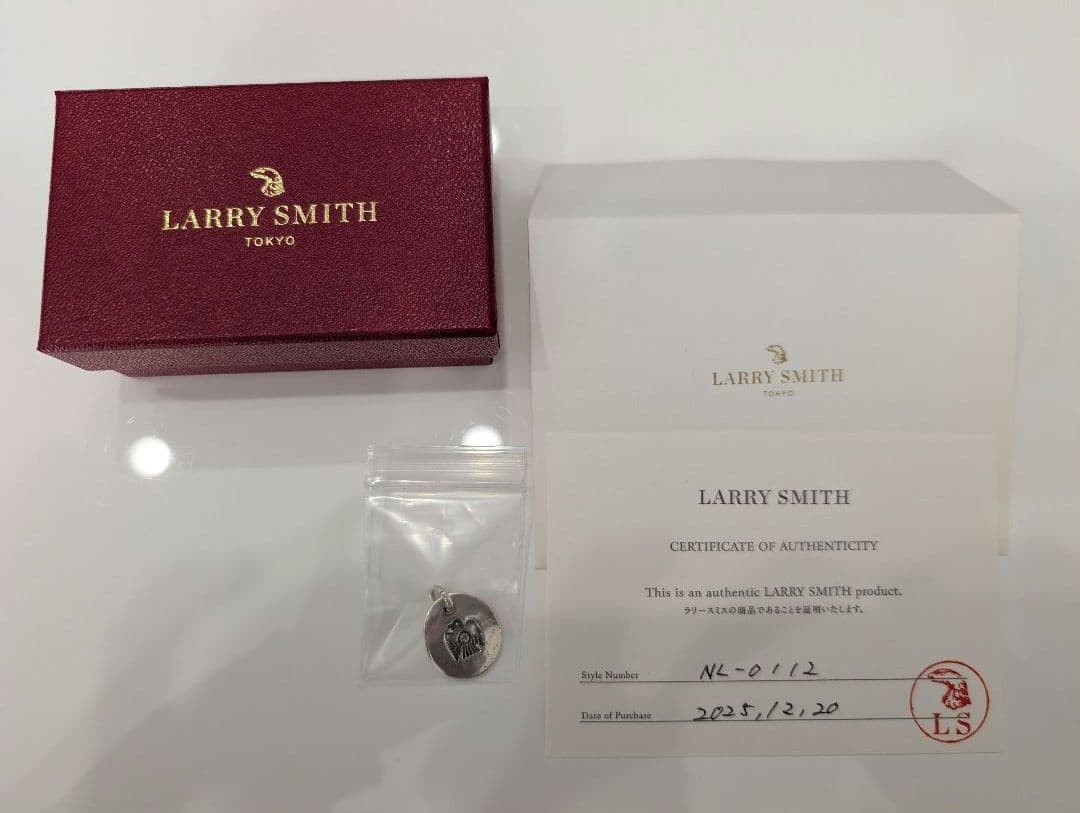 LARRY SMITH
TOKYO
LARRY SMITH
TOKYO
LARRY SMITH
CERTIFICATE OF AUTHENTICITY
This is an authentic LARRY SMITH product.
ラリースミスの商品であることを証明いたします。
Style Number NL-0112
Date of Purchase 2025,12,20
LS